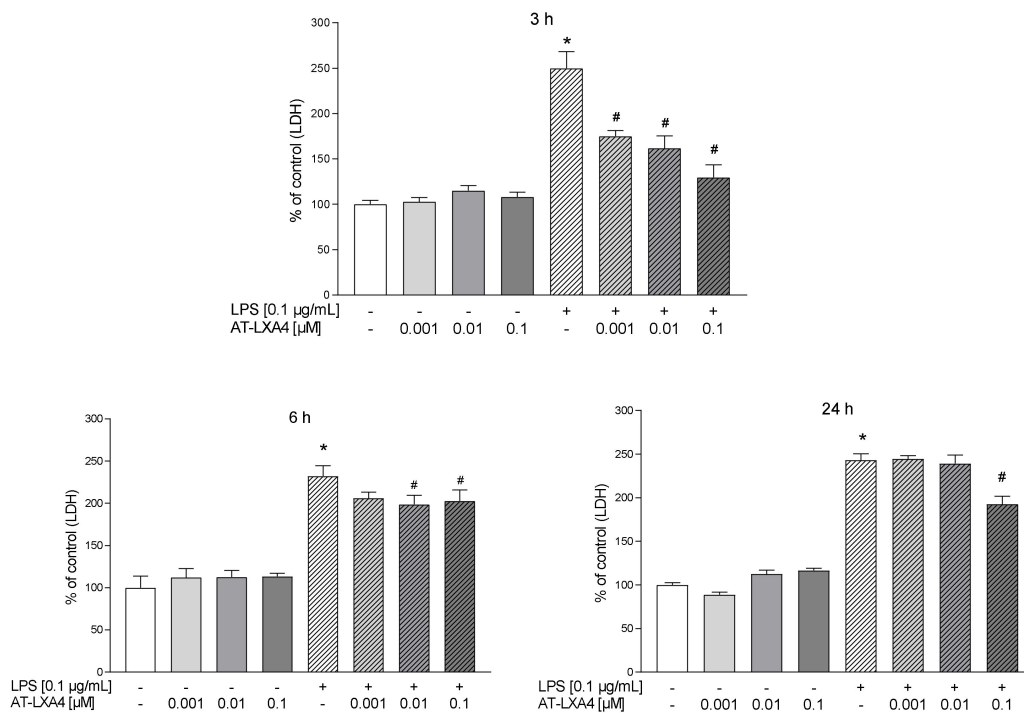 3 h
% of control (LDH)
300
250
200
150
100
50
0
*
#
#
#
LPS [0.1 µg/mL] - - - - + + + +
AT-LXA4 [µM] - 0.001 0.01 0.1 - 0.001 0.01 0.1
6 h
% of control (LDH)
300
250
200
150
100
50
0
*
#
#
LPS [0.1 µg/mL] - - - - + + + +
AT-LXA4 [µM] - 0.001 0.01 0.1 - 0.001 0.01 0.1
24 h
% of control (LDH)
300
250
200
150
100
50
0
*
#
LPS [0.1 µg/mL] - - - - + + + +
AT-LXA4 [µM] - 0.001 0.01 0.1 - 0.001 0.01 0.1